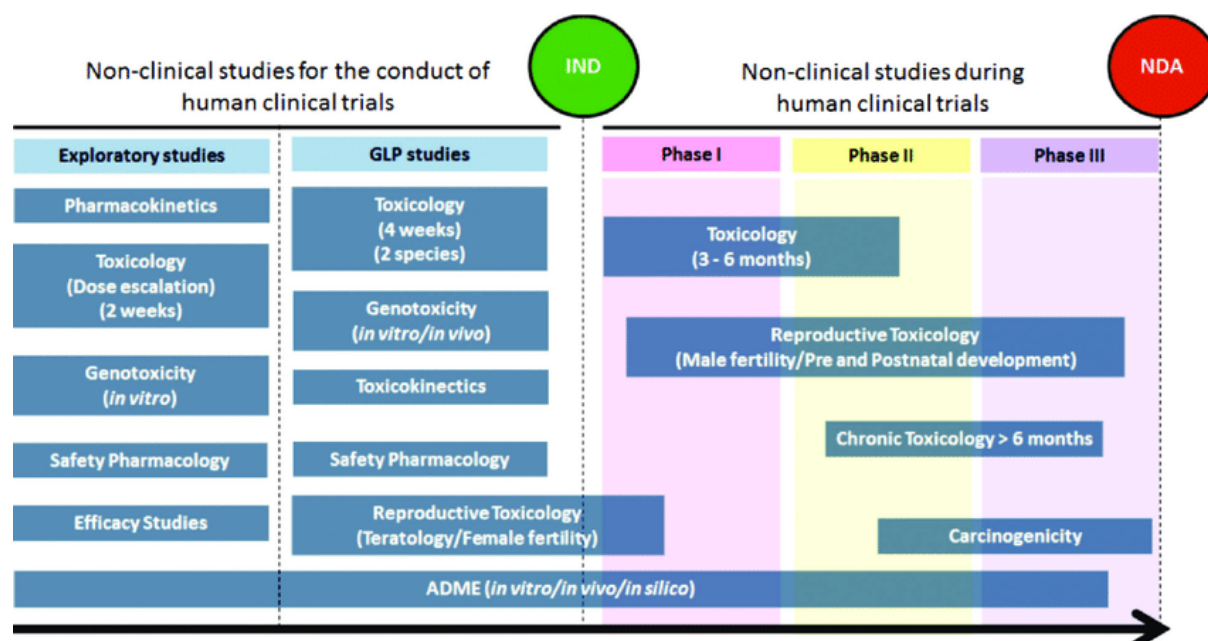 Non-clinical studies for the conduct of
human clinical trials
IND
Non-clinical studies during
human clinical trials
NDA
Exploratory studies
GLP studies
Phase I
Phase II
Phase III
Pharmacokinetics
Toxicology
(Dose escalation)
(2 weeks)
Genotoxicity
(in vitro)
Safety Pharmacology
Efficacy Studies
Toxicology
(4 weeks)
(2 species)
Genotoxicity
(in vitro/in vivo)
Toxicokinectics
Safety Pharmacology
Reproductive Toxicology
(Teratology/Female fertility)
Toxicology
(3 - 6 months)
Reproductive Toxicology
(Male fertility/Pre and Postnatal development)
Chronic Toxicology > 6 months
Carcinogenicity
ADME (in vitro/in vivo/in silico)